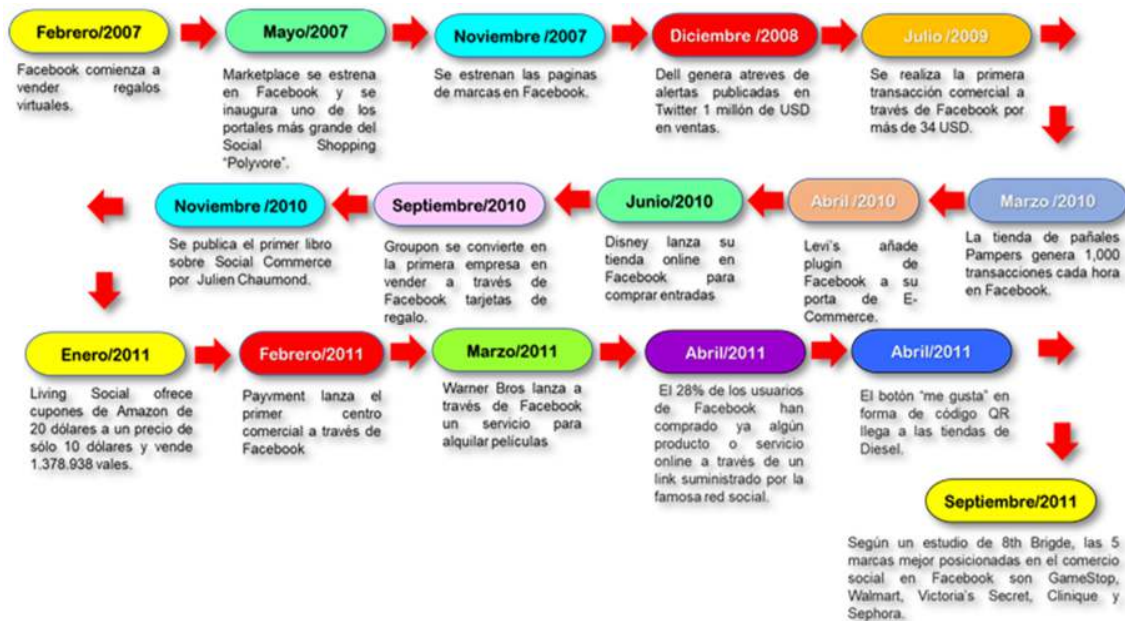 Febrero/2007
Facebook comienza a
vender regalos
virtuales.
Mayo/2007
Marketplace se estrena
en Facebook y se
inaugura uno de los
portales más grande del
Social Shopping
"Polyvore".
Noviembre /2007
Se estrenan las paginas
de marcas en Facebook.
Diciembre /2008
Dell genera atreves de
alertas publicadas en
Twitter 1 millón de USD
en ventas.
Julio/2009
Se realiza la primera
transacción comercial a
través de Facebook por
más de 34 USD.
Marzo /2010
La tienda de pañales
Pampers genera 1,000
transacciones cada hora
en Facebook.
Abril /2010
Levi's añade
plugin de
Facebook a su
porta de E-
Commerce.
Junio/2010
Disney lanza su
tienda online en
Facebook para
comprar entradas
Septiembre/2010
Groupon se convierte en
la primera empresa en
vender a través de
Facebook tarjetas de
regalo.
Noviembre /2010
Se publica el primer libro
sobre Social Commerce
por Julien Chaumond.
Enero/2011
Living Social ofrece
cupones de Amazon de
20 dólares a un precio de
sólo 10 dólares y vende
1.378.938 vales.
Febrero/2011
Payvment lanza el
primer centro
comercial a través de
Facebook
Marzo/2011
Warner Bros lanza a
través de Facebook
un servicio para
alquilar películas
Abril/2011
El 28% de los usuarios
de Facebook han
comprado ya algún
producto o servicio
online a través de un
link suministrado por la
famosa red social.
Abril/2011
El botón "me gusta" en
forma de código QR
llega a las tiendas de
Diesel.
Septiembre/2011
Según un estudio de 8th Brigde, las 5
marcas mejor posicionadas en el comercio
social en Facebook son GameStop,
Walmart, Victoria's Secret, Clinique y
Sephora.